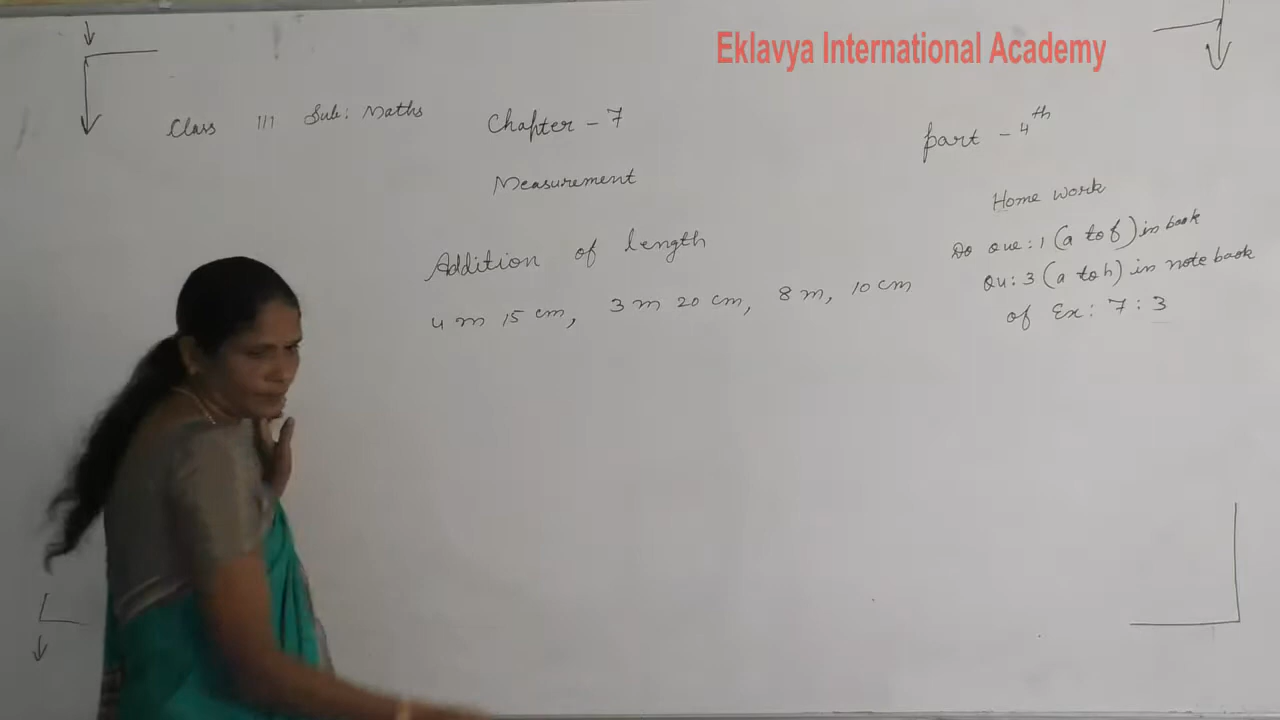 Eklavya International Academy
Class III Sub: Maths Chapter - 7
part - 4th
Measurement
Home work
Addition of length
Do Que: 1 (a to f) in book
Qu: 3 (a to h) in note book
of Ex: 7:3
4 m 15 cm, 3 m 20 cm, 8 m, 10 cm